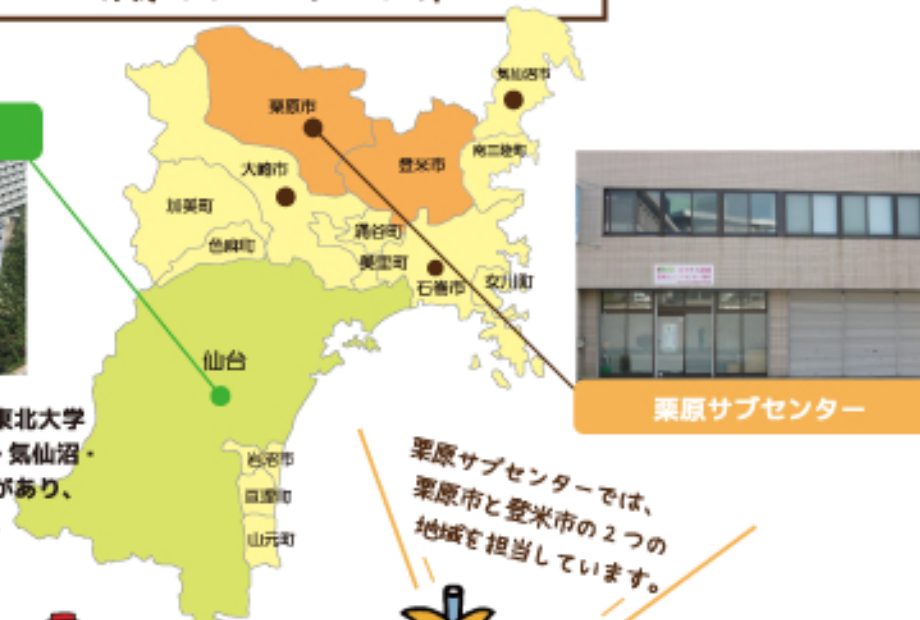 気仙沼市
栗原市
南三陸町
登米市
大崎市
加美町
涌谷町
色麻町
美里町
女川町
石巻市
仙台
栗原サブセンター
東北大学
・気仙沼・
があり、
岩沼市
亘理町
山元町
栗原サブセンターでは、
栗原市と登米市の2つの
地域を担当しています。